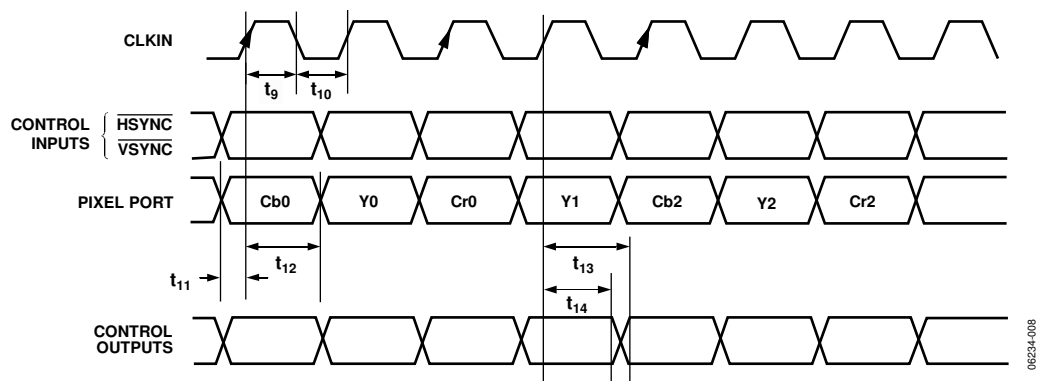 CLKIN
t9
t10
CONTROL INPUTS
HSYNC
VSYNC
PIXEL PORT
Cb0 Y0 Cr0 Y1 Cb2 Y2 Cr2
t12
t13
t11
t14
CONTROL OUTPUTS
06234-008